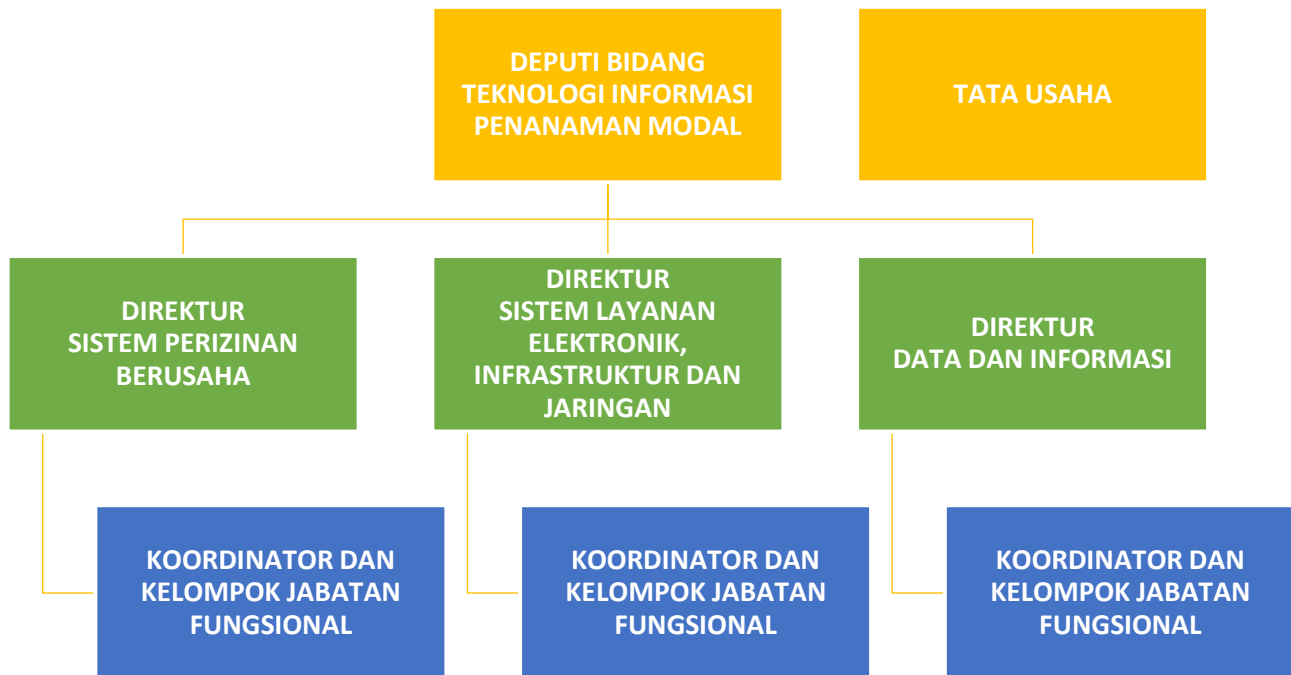 DEPUTI BIDANG
TEKNOLOGI INFORMASI
PENANAMAN MODAL
TATA USAHA
DIREKTUR
SISTEM PERIZINAN
BERUSAHA
DIREKTUR
SISTEM LAYANAN
ELEKTRONIK,
INFRASTRUKTUR DAN
JARINGAN
DIREKTUR
DATA DAN INFORMASI
KOORDINATOR DAN
KELOMPOK JABATAN
FUNGSIONAL
KOORDINATOR DAN
KELOMPOK JABATAN
FUNGSIONAL
KOORDINATOR DAN
KELOMPOK JABATAN
FUNGSIONAL